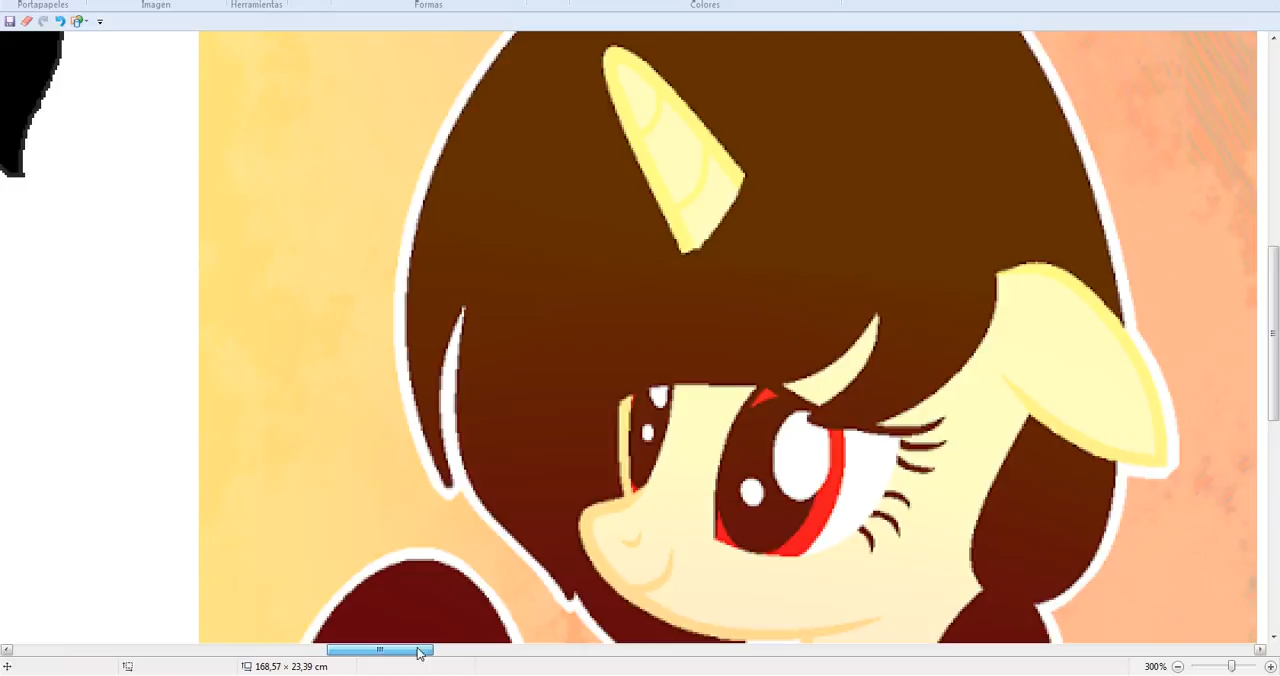 Portapapeles Imagen Herramientas Formas Colores
168,57 × 23,39 cm 300%